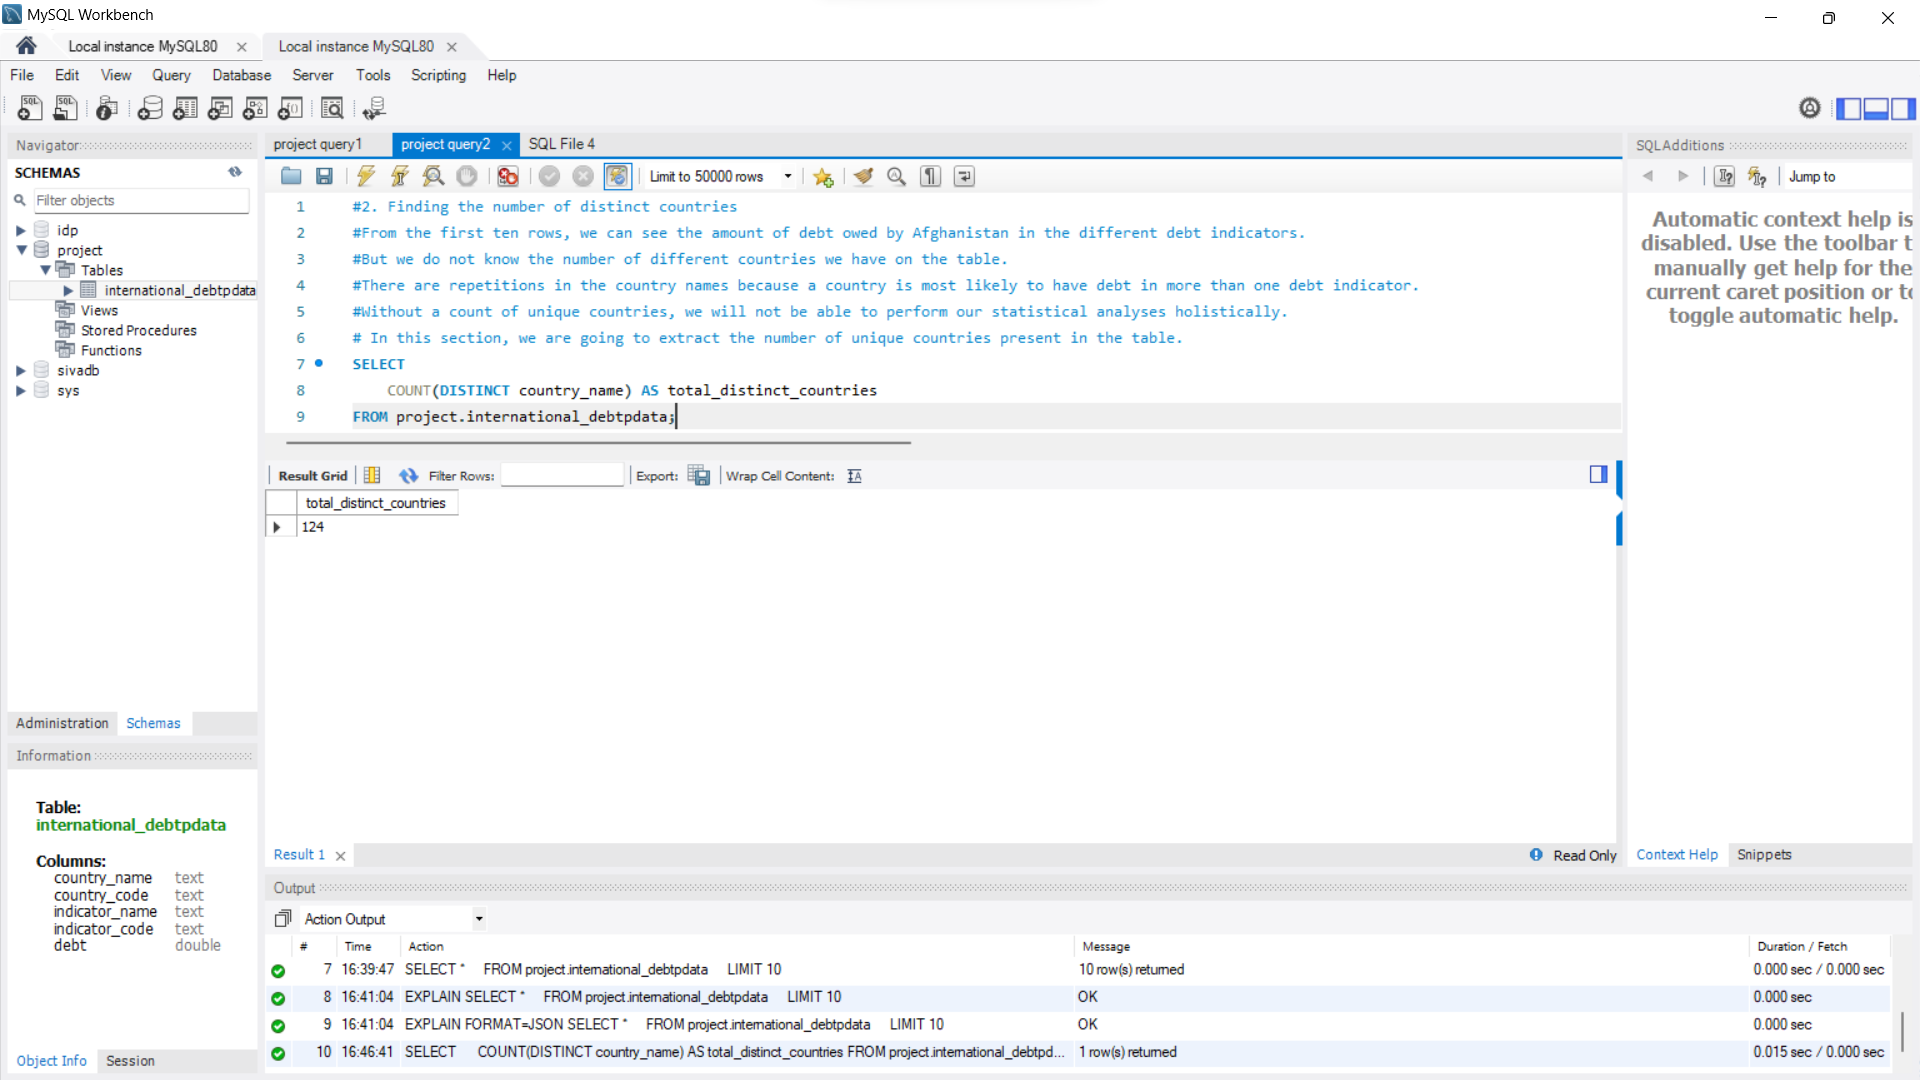 MySQL Workbench
Local instance MySQL80
Local instance MySQL80
File Edit View Query Database Server Tools Scripting Help
Navigator
SCHEMAS
Filter objects
idp
project
Tables
international_debtpdata
Views
Stored Procedures
Functions
sivadb
sys
Administration Schemas
Information
Table:
international_debtpdata
Columns:
country_name text
country_code text
indicator_name text
indicator_code text
debt double
Object Info Session
project query1 project query2 SQL File 4
Limit to 50000 rows
1 #2. Finding the number of distinct countries
2 #From the first ten rows, we can see the amount of debt owed by Afghanistan in the different debt indicators.
3 #But we do not know the number of different countries we have on the table.
4 #There are repetitions in the country names because a country is most likely to have debt in more than one debt indicator.
5 #Without a count of unique countries, we will not be able to perform our statistical analyses holistically.
6 # In this section, we are going to extract the number of unique countries present in the table.
7 SELECT
8 COUNT(DISTINCT country_name) AS total_distinct_countries
9 FROM project.international_debtpdata;
Result Grid Filter Rows: Export: Wrap Cell Content:
total_distinct_countries
124
Result 1 Read Only
SQLAdditions
Jump to
Automatic context help is
disabled. Use the toolbar t
manually get help for the
current caret position or to
toggle automatic help.
Context Help Snippets
Output
Action Output
# Time Action Message Duration / Fetch
7 16:39:47 SELECT * FROM project.international_debtpdata LIMIT 10 10 row(s) returned 0.000 sec / 0.000 sec
8 16:41:04 EXPLAIN SELECT * FROM project.international_debtpdata LIMIT 10 OK 0.000 sec
9 16:41:04 EXPLAIN FORMAT=JSON SELECT * FROM project.international_debtpdata LIMIT 10 OK 0.000 sec
10 16:46:41 SELECT COUNT(DISTINCT country_name) AS total_distinct_countries FROM project.international_debtpd... 1 row(s) returned 0.015 sec / 0.000 sec